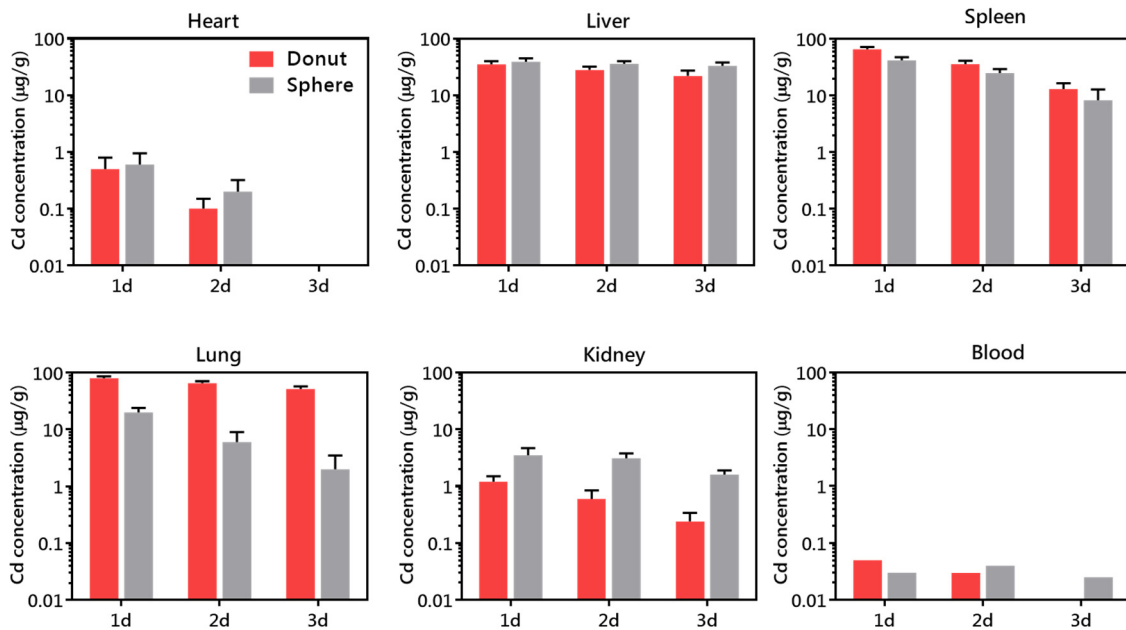 Heart
Cd concentration (μg/g)
100
10
1
0.1
0.01
Donut
Sphere
1d
2d
3d
Liver
Cd concentration (μg/g)
100
10
1
0.1
0.01
1d
2d
3d
Spleen
Cd concentration (μg/g)
100
10
1
0.1
0.01
1d
2d
3d
Lung
Cd concentration (μg/g)
100
10
1
0.1
0.01
1d
2d
3d
Kidney
Cd concentration (μg/g)
100
10
1
0.1
0.01
1d
2d
3d
Blood
Cd concentration (μg/g)
100
10
1
0.1
0.01
1d
2d
3d